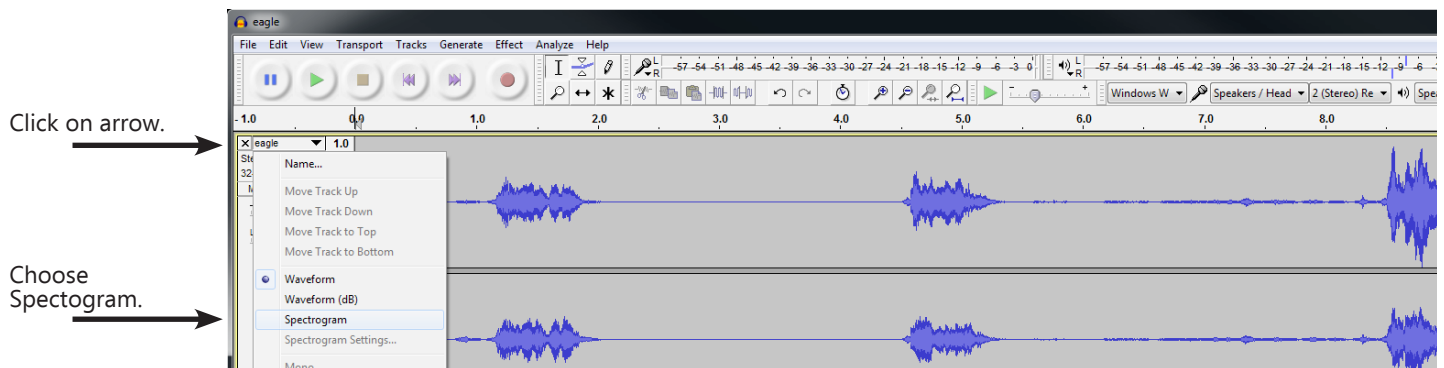 eagle
File Edit View Transport Tracks Generate Effect Analyze Help
L
R
-57 -54 -51 -48 -45 -42 -39 -36 -33 -30 -27 -24 -21 -18 -15 -12 -9 -6 -3 0
L
R
-57 -54 -51 -48 -45 -42 -39 -36 -33 -30 -27 -24 -21 -18 -15 -12 -9 -6
Windows W
Speakers / Head
2 (Stereo) Re
Spea
Click on arrow.
- 1.0 0.0 1.0 2.0 3.0 4.0 5.0 6.0 7.0 8.0
X eagle 1.0
Ste
32
M
Name...
Move Track Up
Move Track Down
Move Track to Top
Move Track to Bottom
Choose
Spectogram.
Waveform
Waveform (dB)
Spectrogram
Spectrogram Settings...
Mono